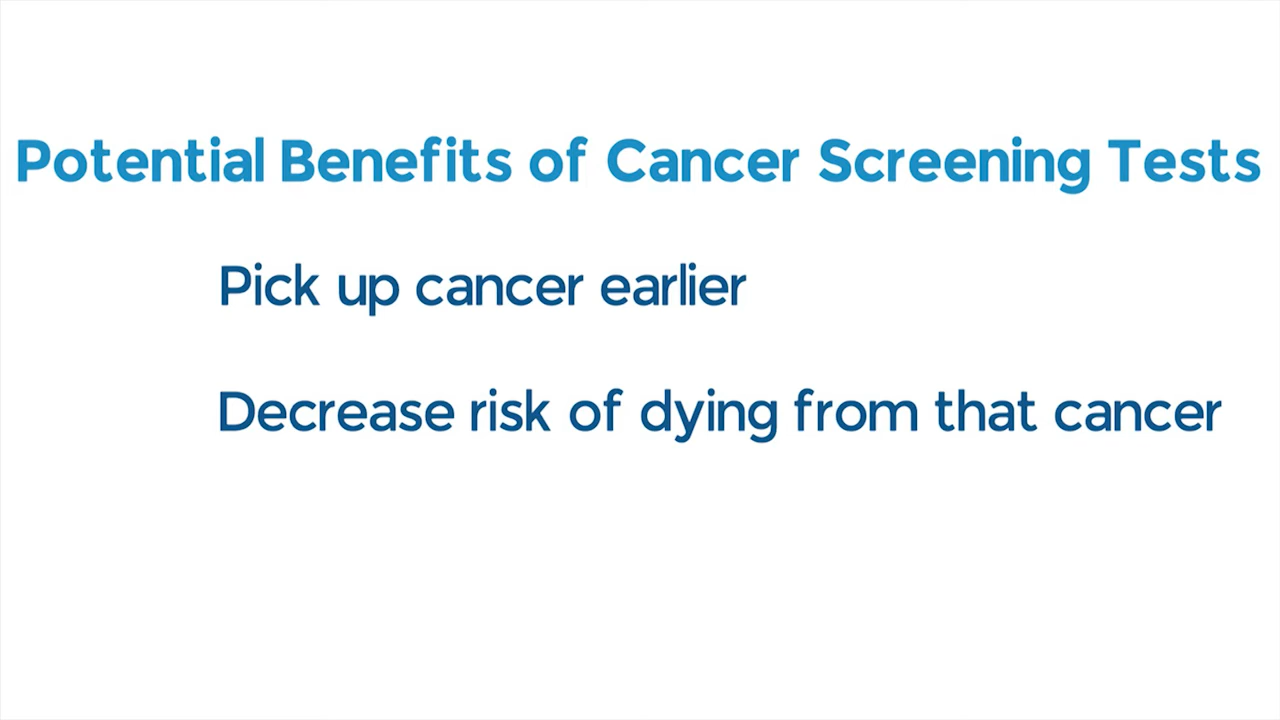 Potential Benefits of Cancer Screening Tests
Pick up cancer earlier
Decrease risk of dying from that cancer